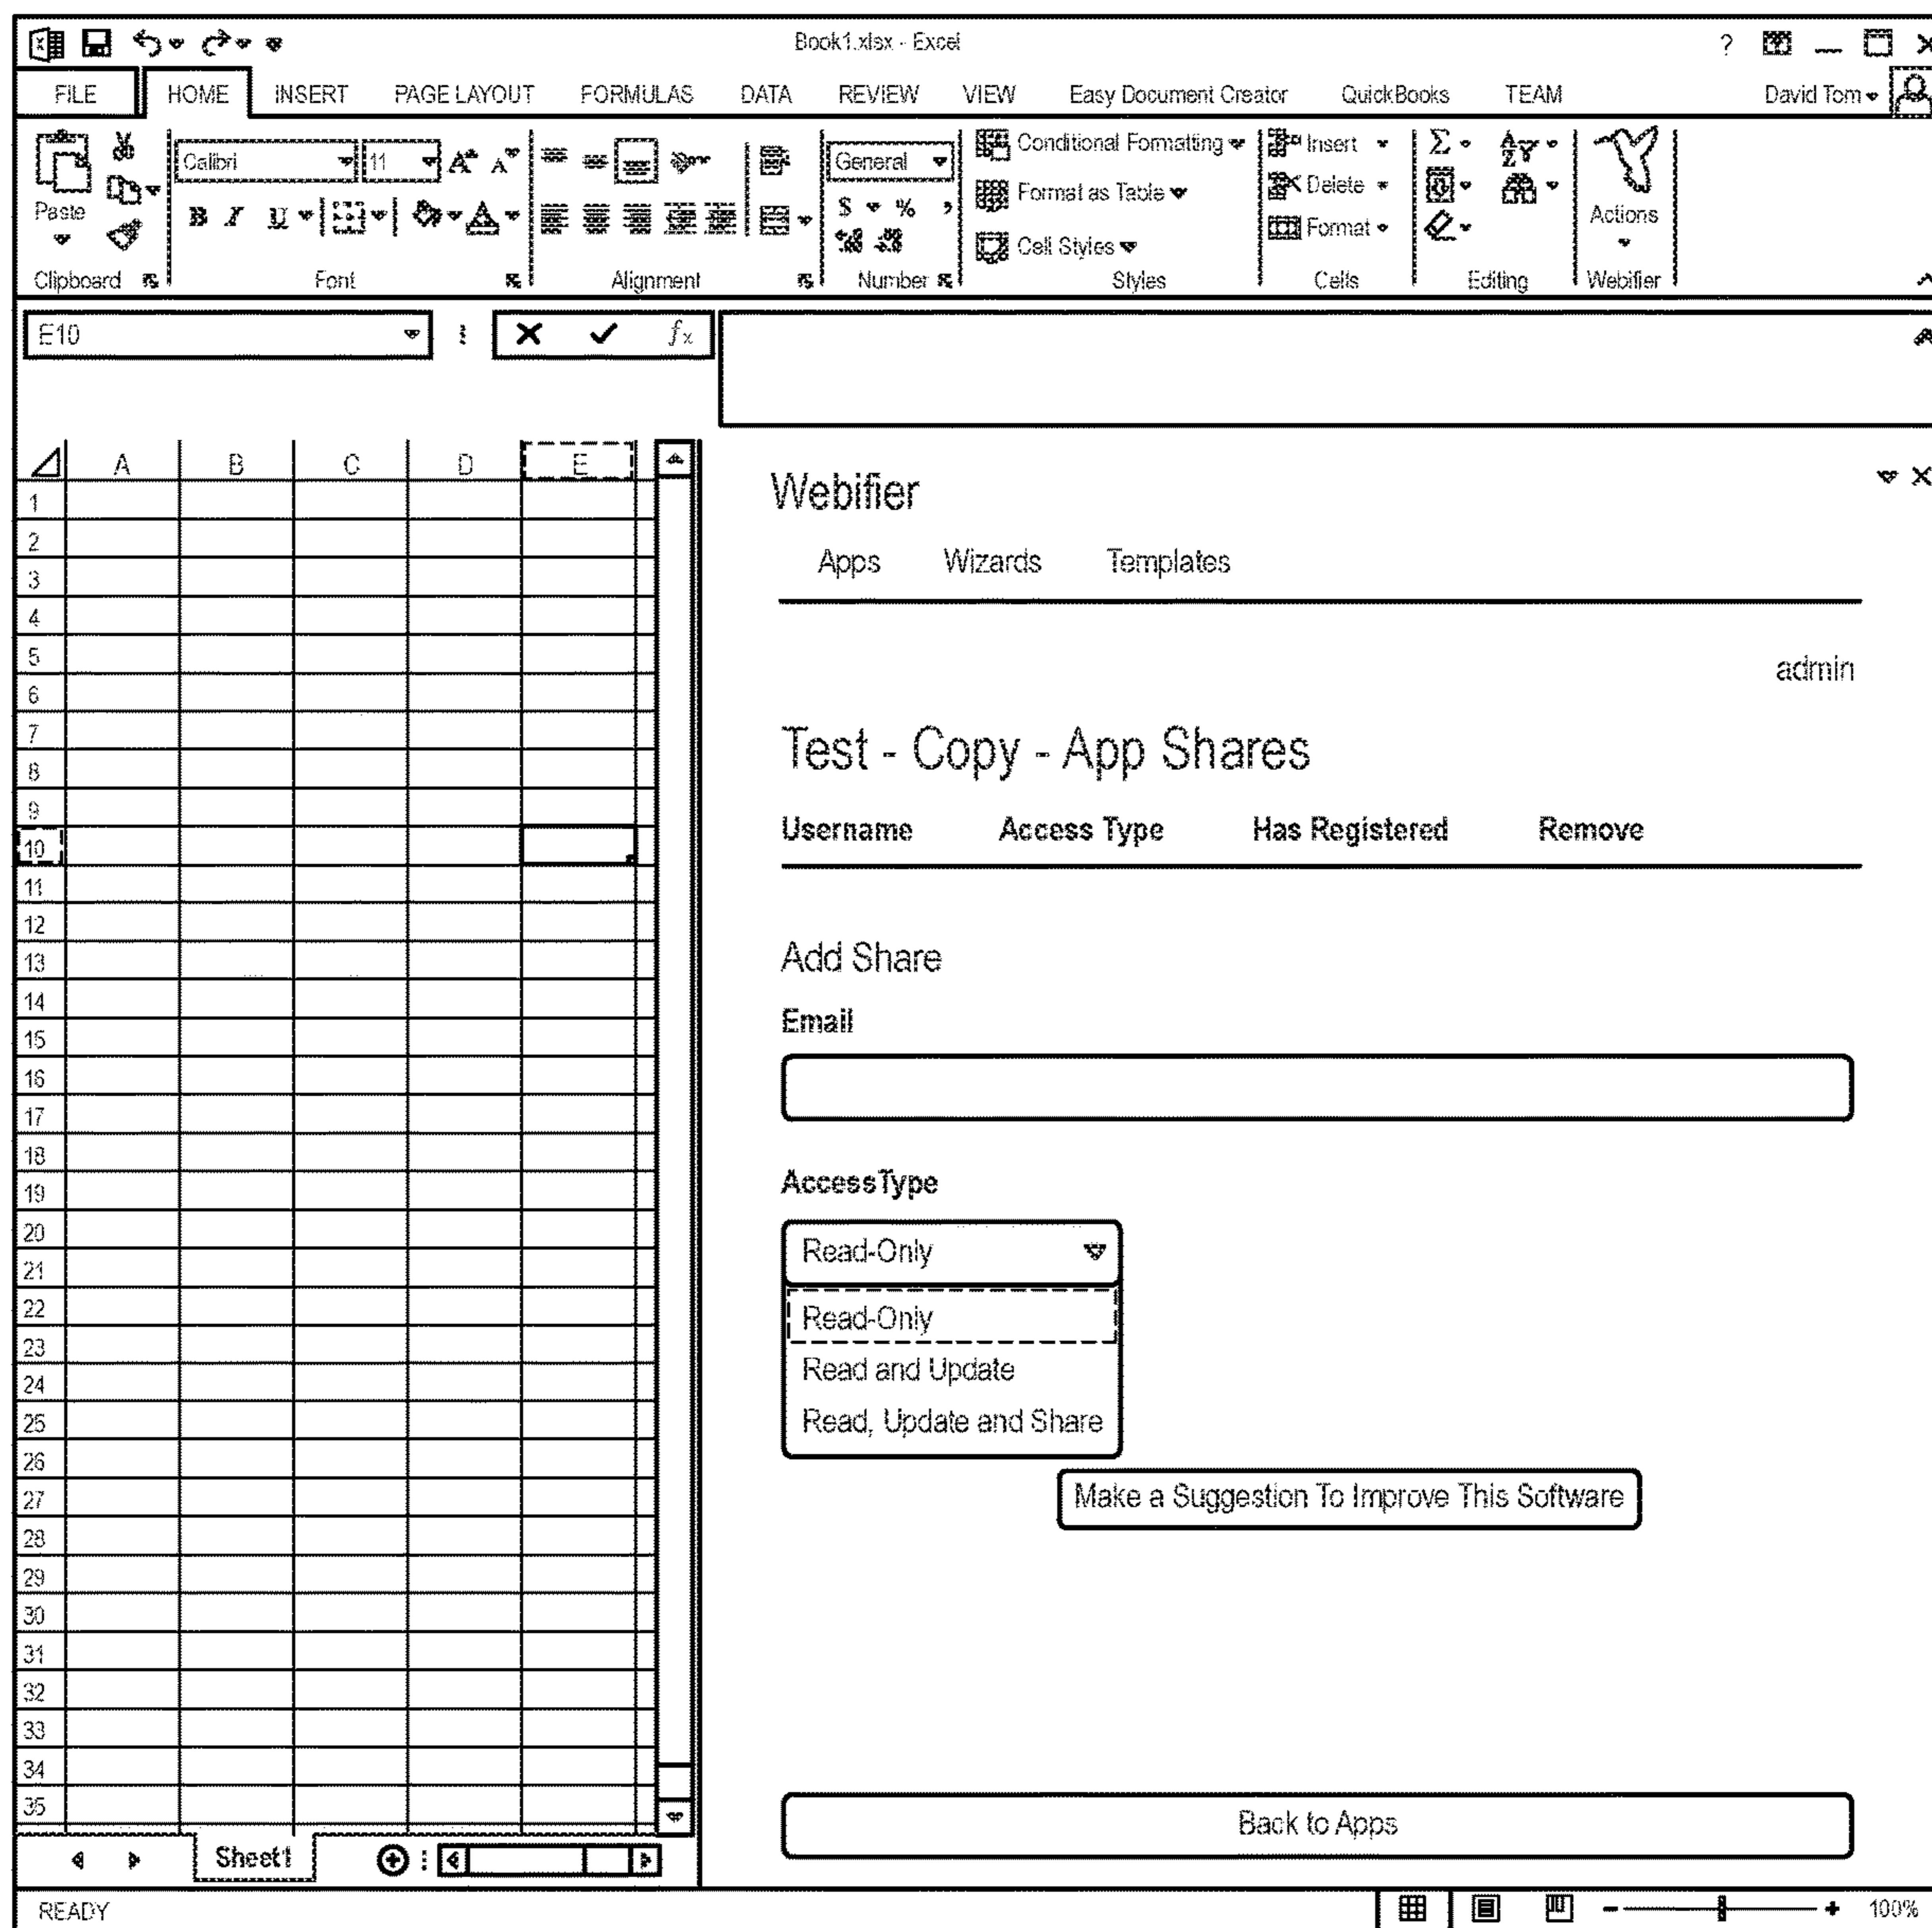 Book1.xlsx - Excel ?
FILE HOME INSERT PAGE LAYOUT FORMULAS DATA REVIEW VIEW Easy Document Creator QuickBooks TEAM David Tom
Calibri 11 A A General Conditional Formatting Insert Σ
Paste B I U $ % , Format as Table Delete Actions
Cell Styles Format
Clipboard Font Alignment Number Styles Cells Editing Webifier
E10 fx
A B C D E
Webifier
Apps Wizards Templates
admin
Test - Copy - App Shares
Username Access Type Has Registered Remove
Add Share
Email
AccessType
Read-Only
Read-Only
Read and Update
Read, Update and Share
Make a Suggestion To Improve This Software
Back to Apps
1
2
3
4
5
6
7
8
9
10
11
12
13
14
15
16
17
18
19
20
21
22
23
24
25
26
27
28
29
30
31
32
33
34
35
Sheet1
READY 100%